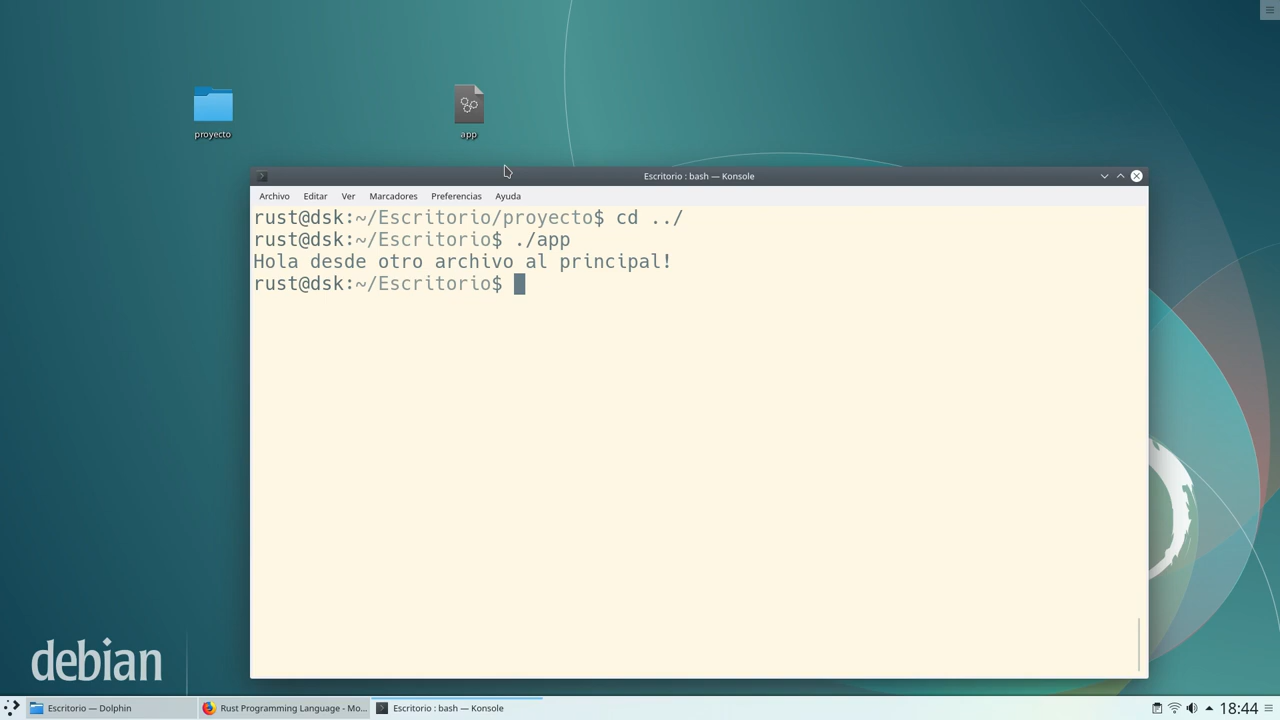 proyecto
app
Escritorio : bash — Konsole
Archivo Editar Ver Marcadores Preferencias Ayuda
rust@dsk:~/Escritorio/proyecto$ cd ../
rust@dsk:~/Escritorio$ ./app
Hola desde otro archivo al principal!
rust@dsk:~/Escritorio$
debian
Escritorio — Dolphin
Rust Programming Language - Mo...
Escritorio : bash — Konsole
18:44